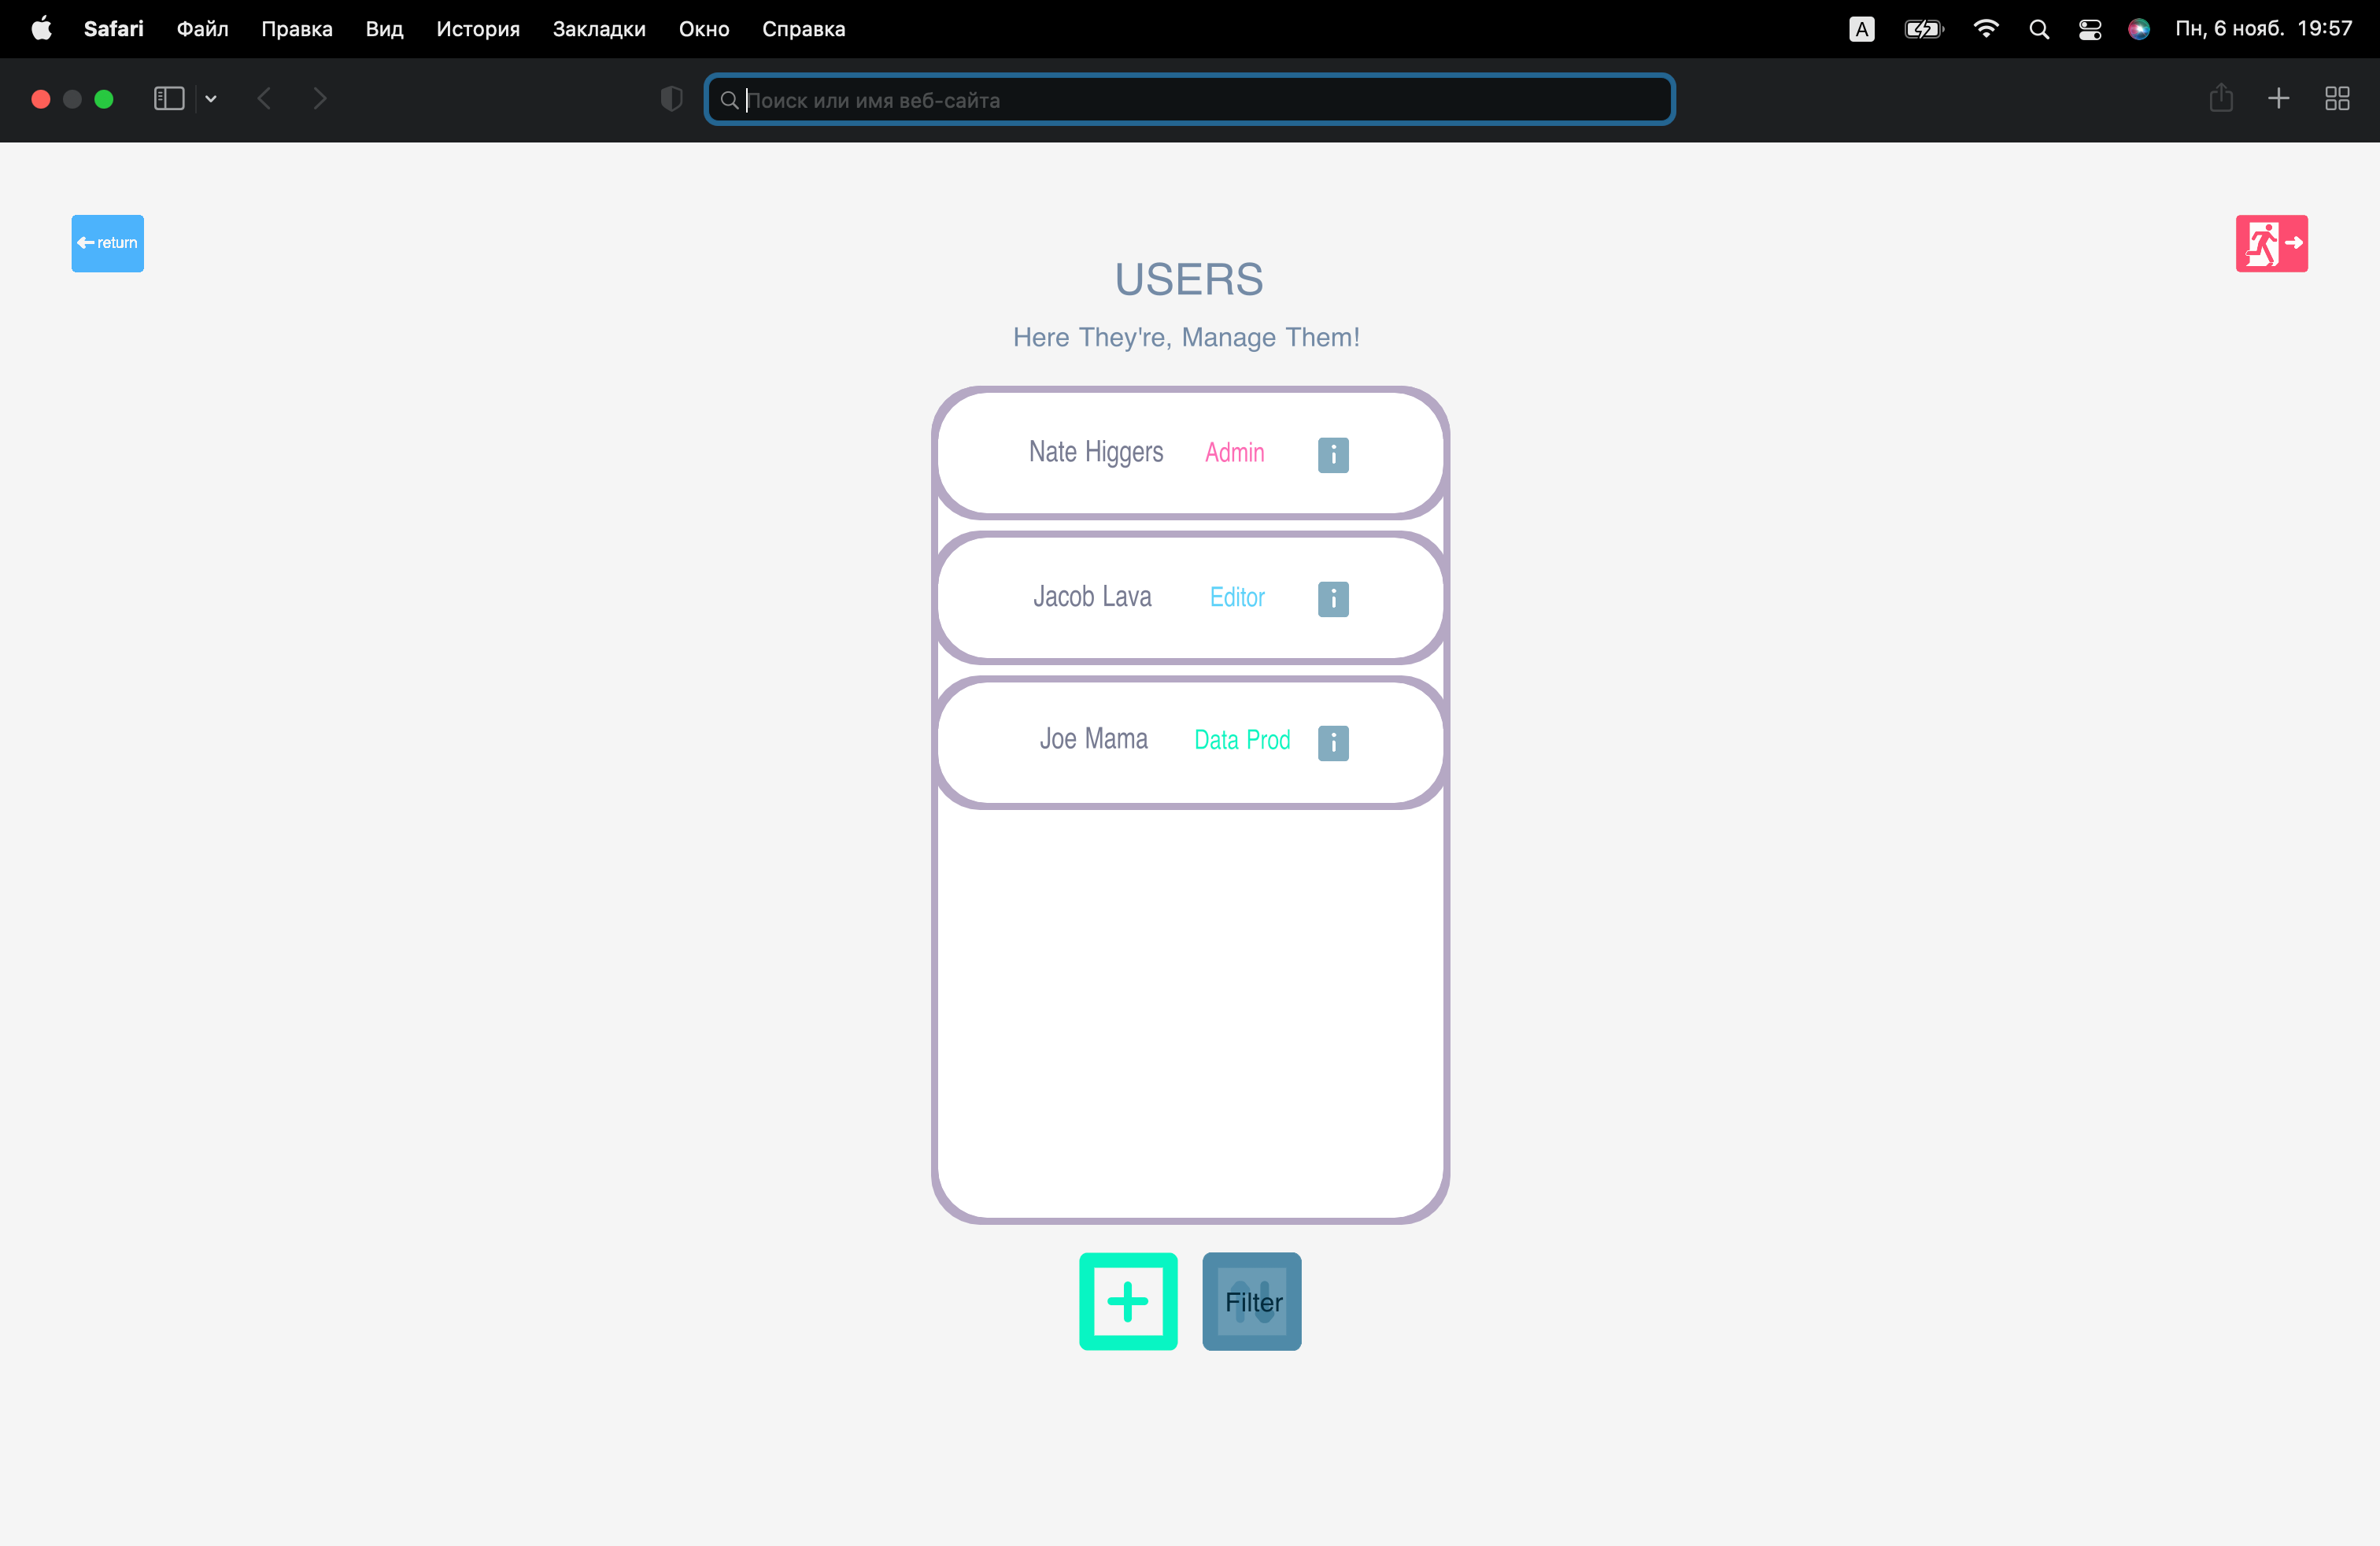 Safari Файл Правка Вид История Закладки Окно Справка A Пн, 6 нояб. 19:57
Поиск или имя веб-сайта
return
USERS
Here They're, Manage Them!
Nate Higgers Admin i
Jacob Lava Editor i
Joe Mama Data Prod i
Filter